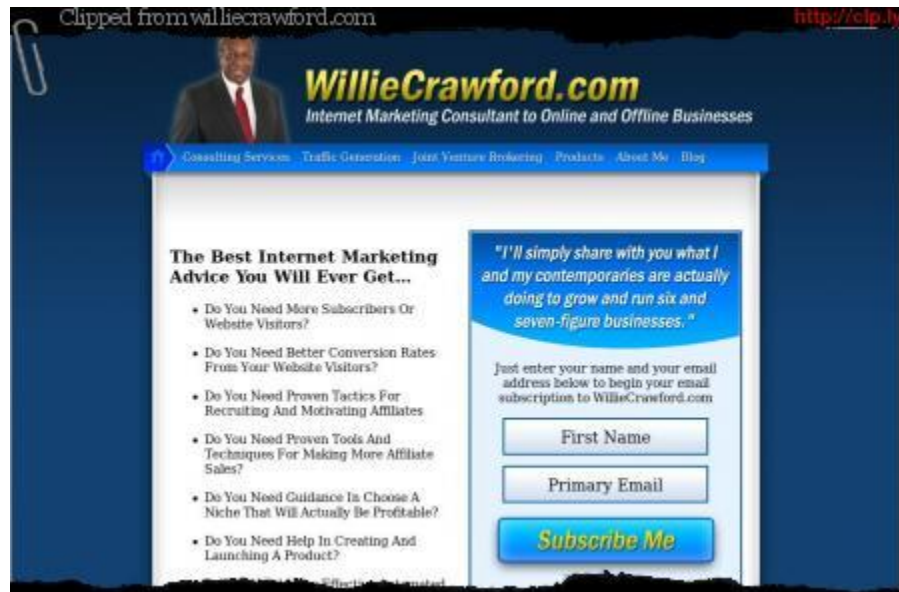 Clipped from williecrawford.com
http://clp.ly
WillieCrawford.com
Internet Marketing Consultant to Online and Offline Businesses
Consulting Services Traffic Generation Joint Venture Brokering Products About Me Blog
The Best Internet Marketing
Advice You Will Ever Get...
• Do You Need More Subscribers Or
Website Visitors?
• Do You Need Better Conversion Rates
From Your Website Visitors?
• Do You Need Proven Tactics For
Recruiting And Motivating Affiliates
• Do You Need Proven Tools And
Techniques For Making More Affiliate
Sales?
• Do You Need Guidance In Choose A
Niche That Will Actually Be Profitable?
• Do You Need Help In Creating And
Launching A Product?
"I'll simply share with you what I
and my contemporaries are actually
doing to grow and run six and
seven-figure businesses."
Just enter your name and your email
address below to begin your email
subscription to WillieCrawford.com
First Name
Primary Email
Subscribe Me